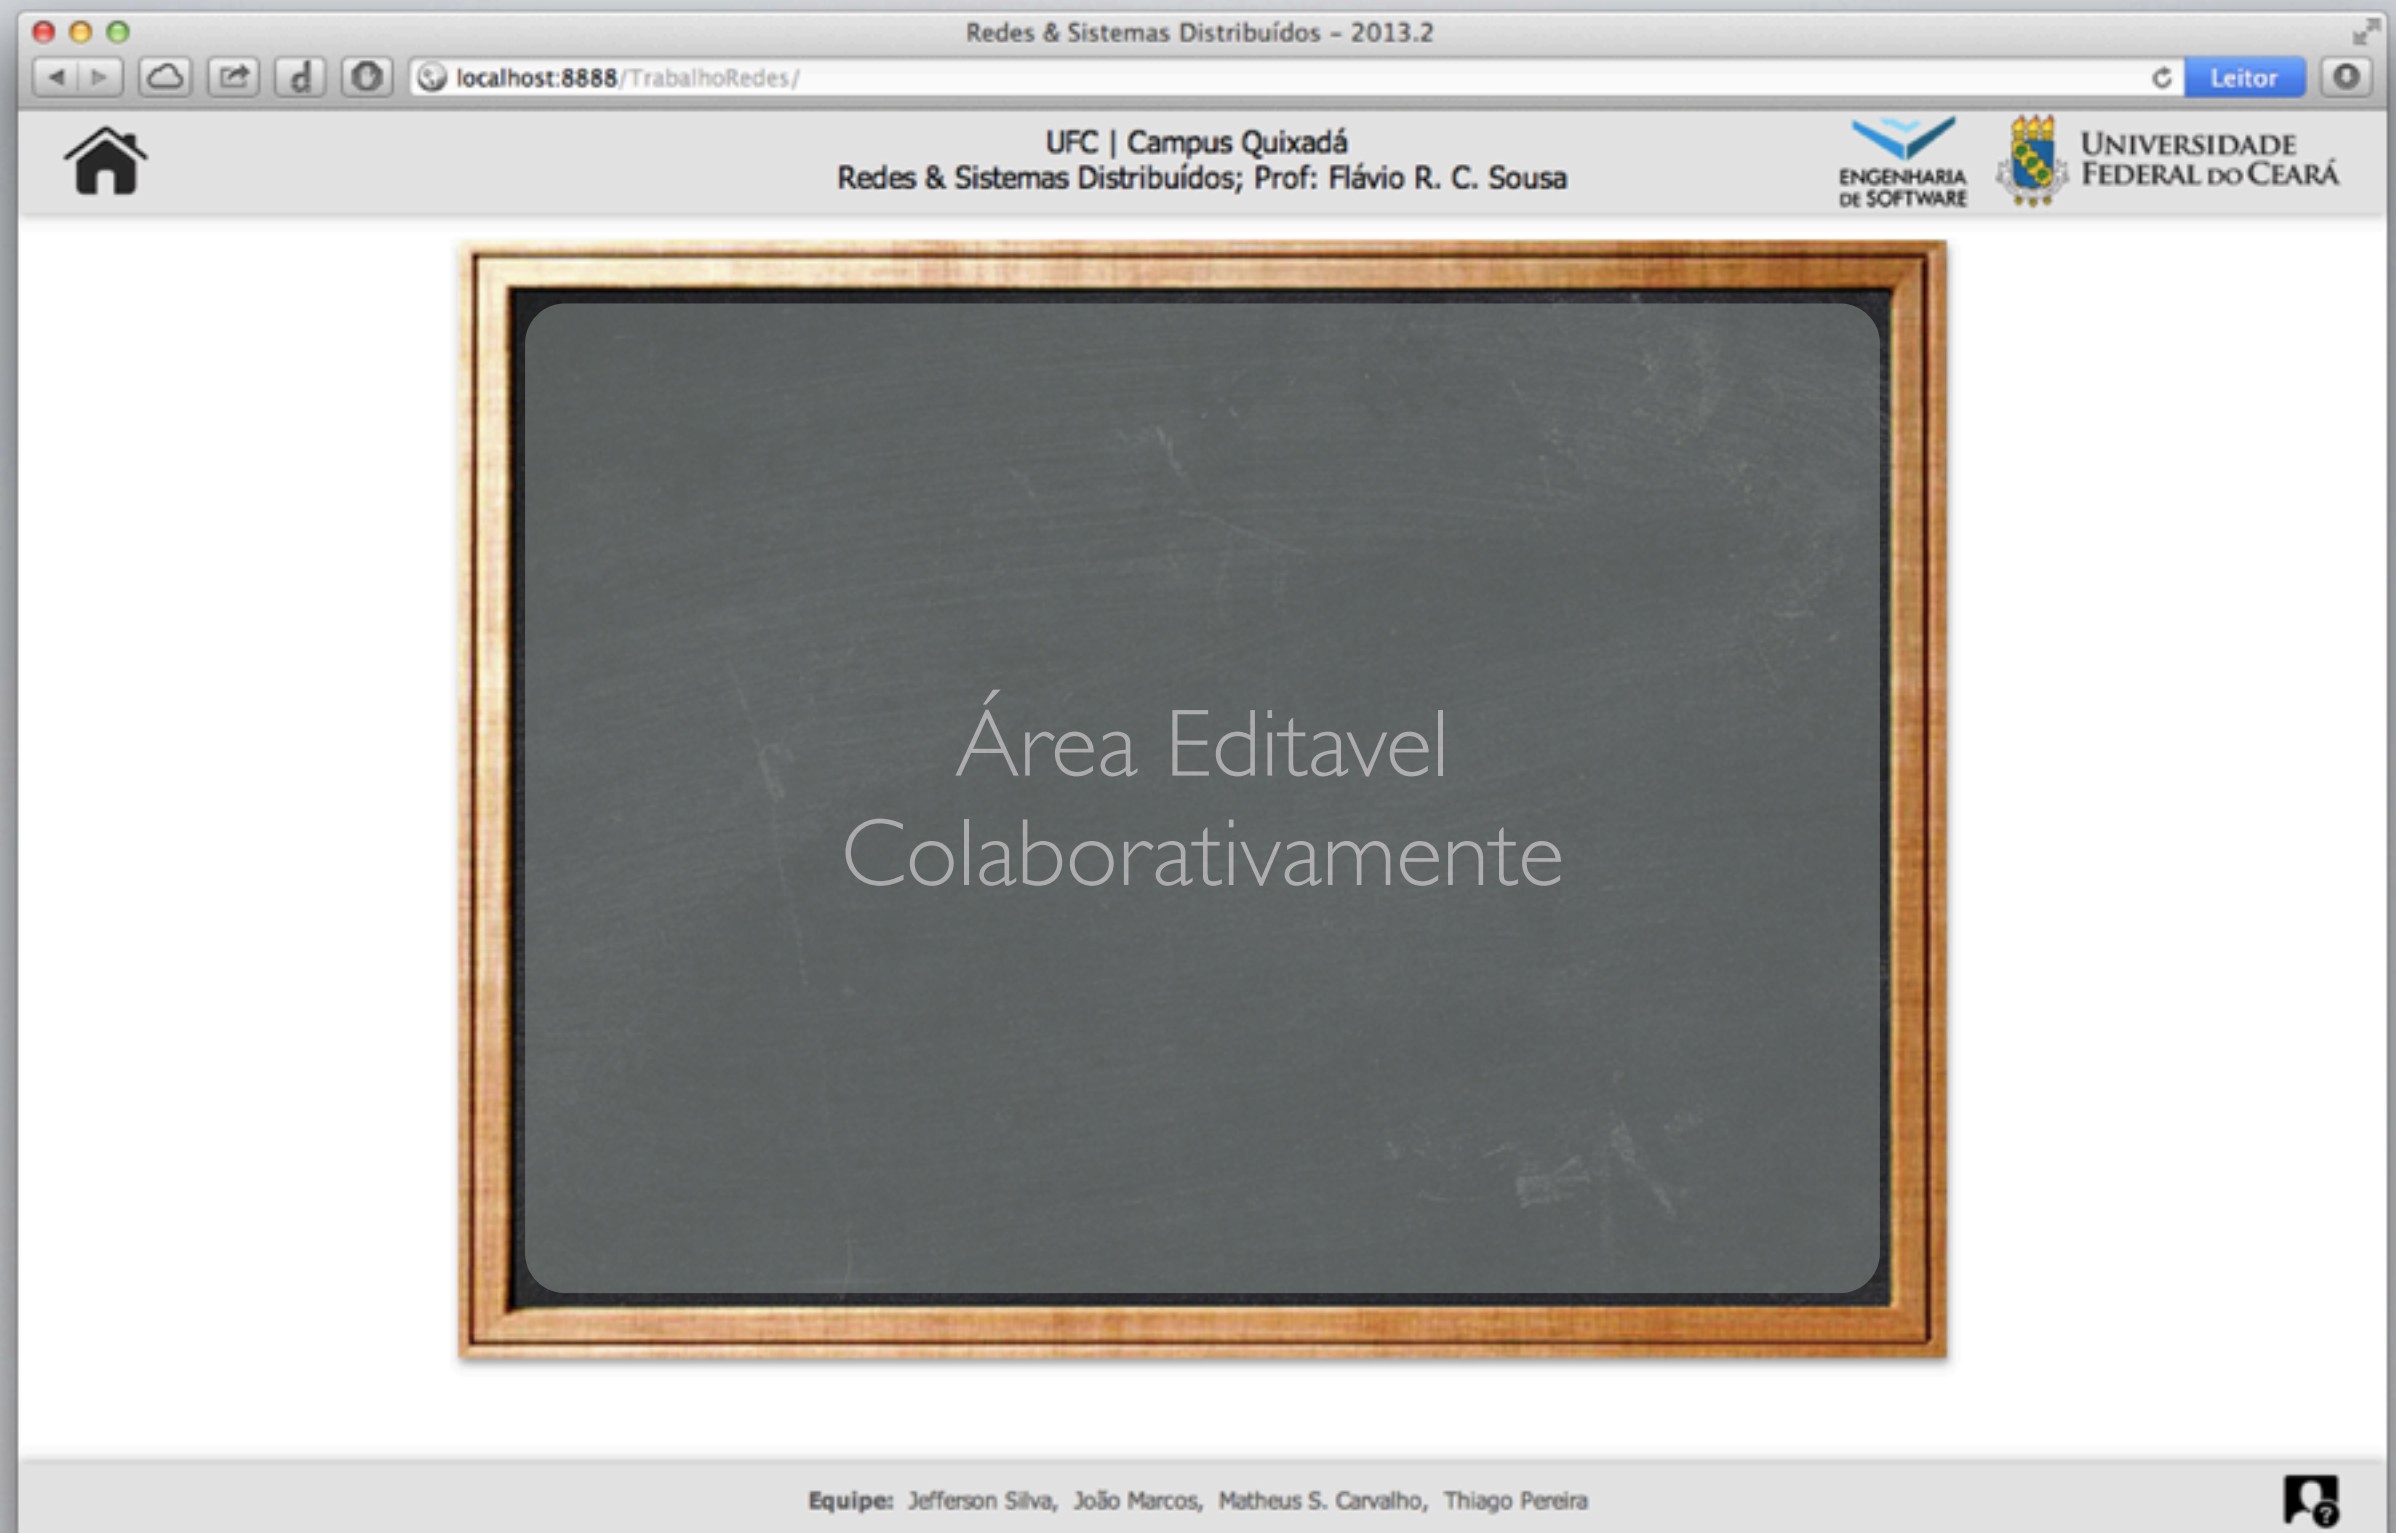 Redes & Sistemas Distribuídos – 2013.2
localhost:8888/TrabalhoRedes/
Leitor
UFC | Campus Quixadá
Redes & Sistemas Distribuídos; Prof: Flávio R. C. Sousa
ENGENHARIA
DE SOFTWARE
UNIVERSIDADE
FEDERAL DO CEARÁ
Área Editavel
Colaborativamente
Equipe: Jefferson Silva, João Marcos, Matheus S. Carvalho, Thiago Pereira